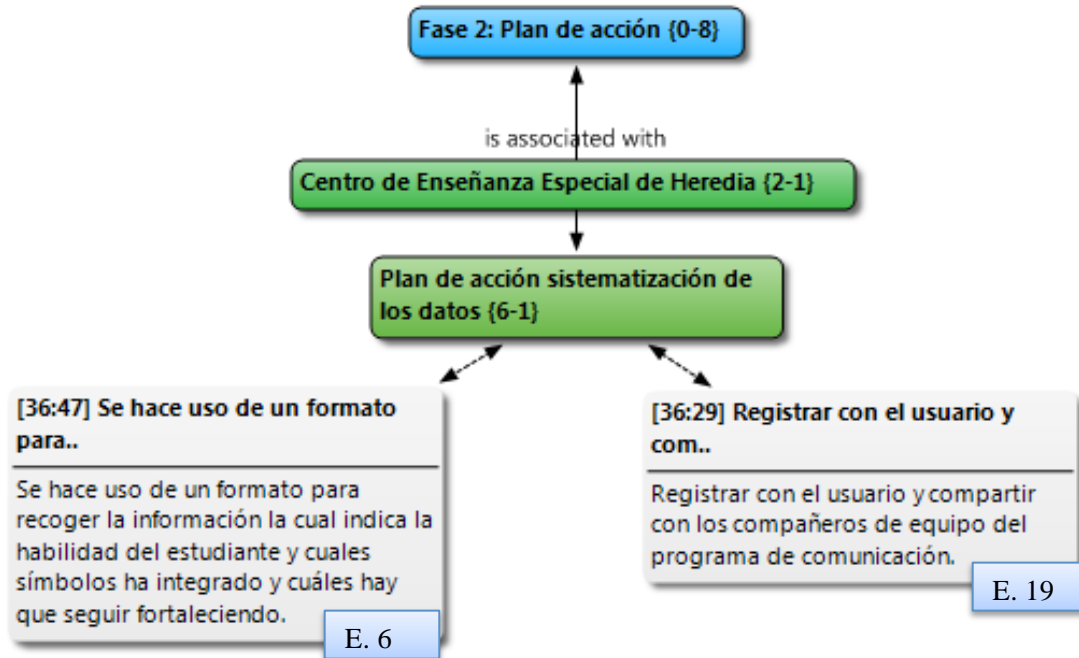 Fase 2: Plan de acción {0-8}
is associated with
Centro de Enseñanza Especial de Heredia {2-1}
Plan de acción sistematización de
los datos {6-1}
[36:47] Se hace uso de un formato
para..
Se hace uso de un formato para
recoger la información la cual indica la
habilidad del estudiante y cuales
símbolos ha integrado y cuáles hay
que seguir fortaleciendo.
E. 6
[36:29] Registrar con el usuario y
com..
Registrar con el usuario y compartir
con los compañeros de equipo del
programa de comunicación.
E. 19